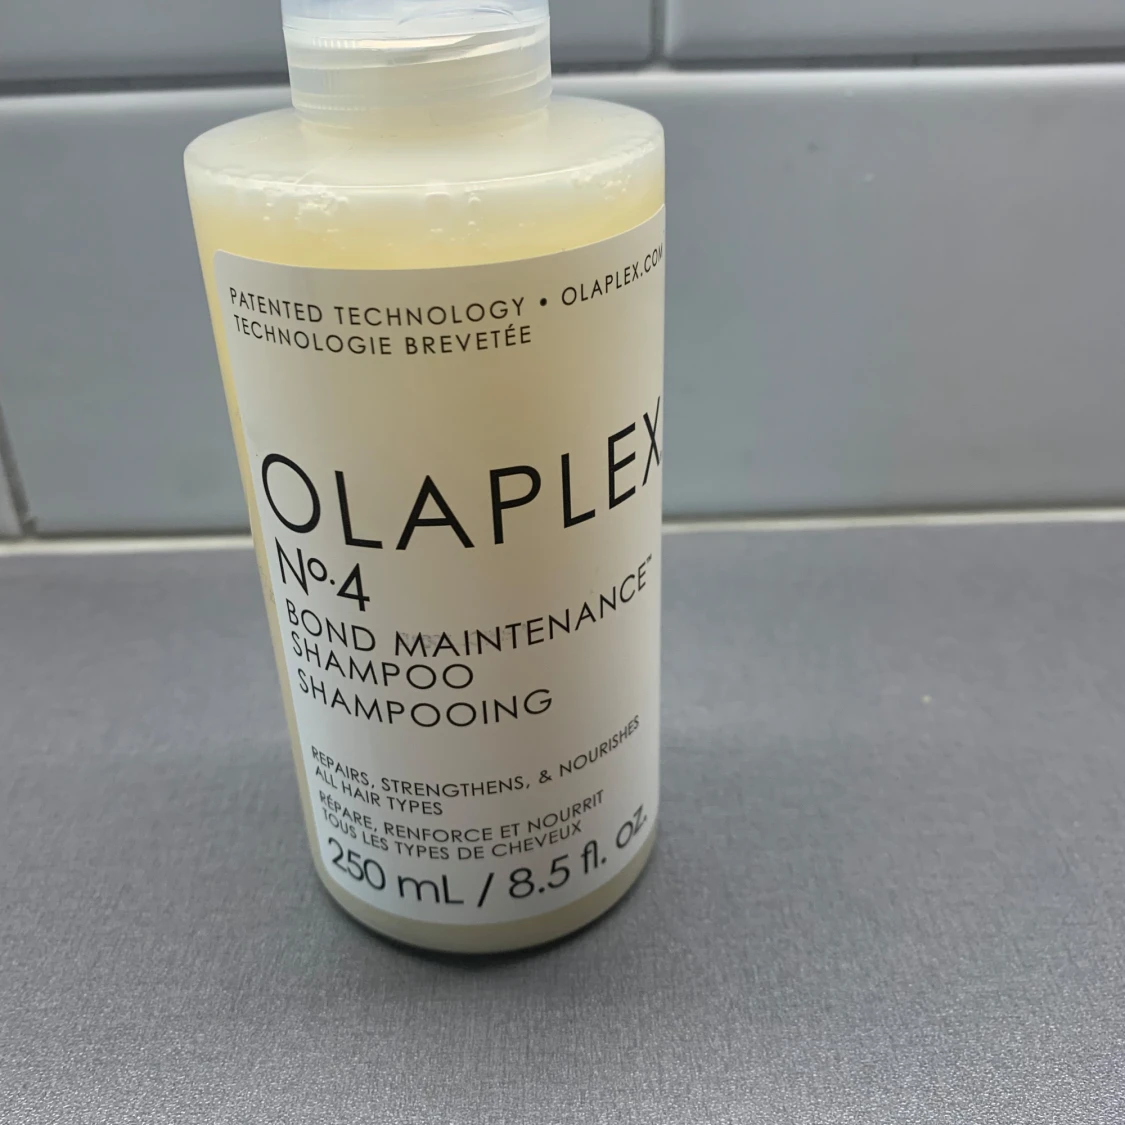 PATENTED TECHNOLOGY • OLAPLEX.COM
TECHNOLOGIE BREVETÉE
OLAPLEX.
Nº.4
BOND MAINTENANCE™
SHAMPOO
SHAMPOOING
REPAIRS, STRENGTHENS, & NOURISHES
ALL HAIR TYPES
RÉPARE, RENFORCE ET NOURRIT
TOUS LES TYPES DE CHEVEUX
250 mL / 8.5 fl. oz.